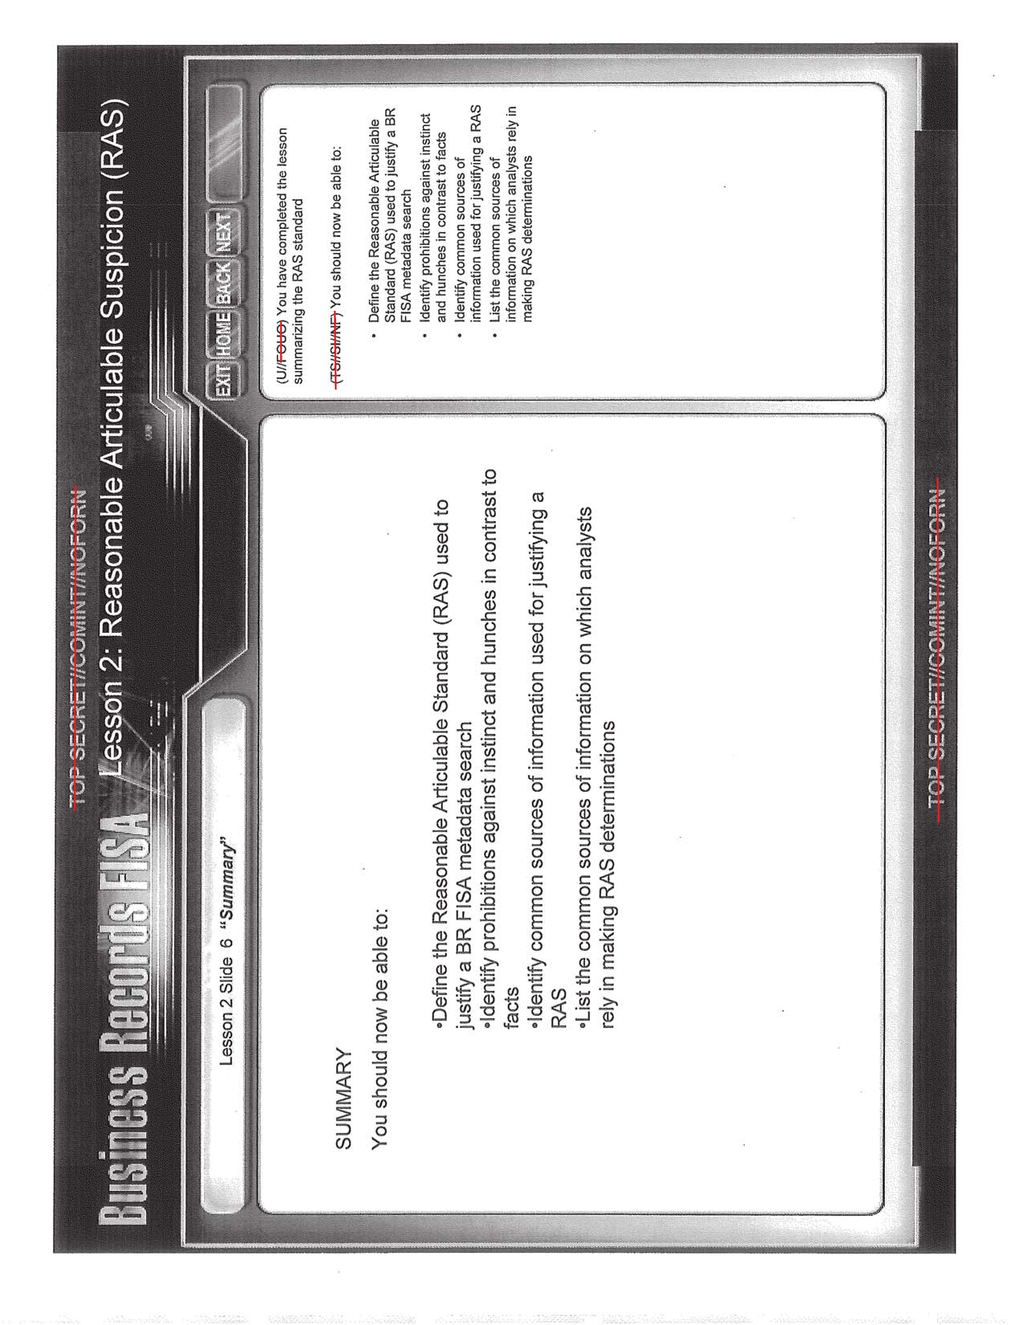 TOP SECRET//COMINT//NOFORN
Business Records FISA
Lesson 2: Reasonable Articulable Suspicion (RAS)
Lesson 2 Slide 6 “Summary”
EXIT HOME BACK NEXT
SUMMARY
You should now be able to:
•Define the Reasonable Articulable Standard (RAS) used to
justify a BR FISA metadata search
•Identify prohibitions against instinct and hunches in contrast to
facts
•Identify common sources of information used for justifying a
RAS
•List the common sources of information on which analysts
rely in making RAS determinations
(U//FOUO) You have completed the lesson
summarizing the RAS standard
(TS//SI//NF) You should now be able to:
• Define the Reasonable Articulable
Standard (RAS) used to justify a BR
FISA metadata search
• Identify prohibitions against instinct
and hunches in contrast to facts
• Identify common sources of
information used for justifying a RAS
• List the common sources of
information on which analysts rely in
making RAS determinations
TOP SECRET//COMINT//NOFORN